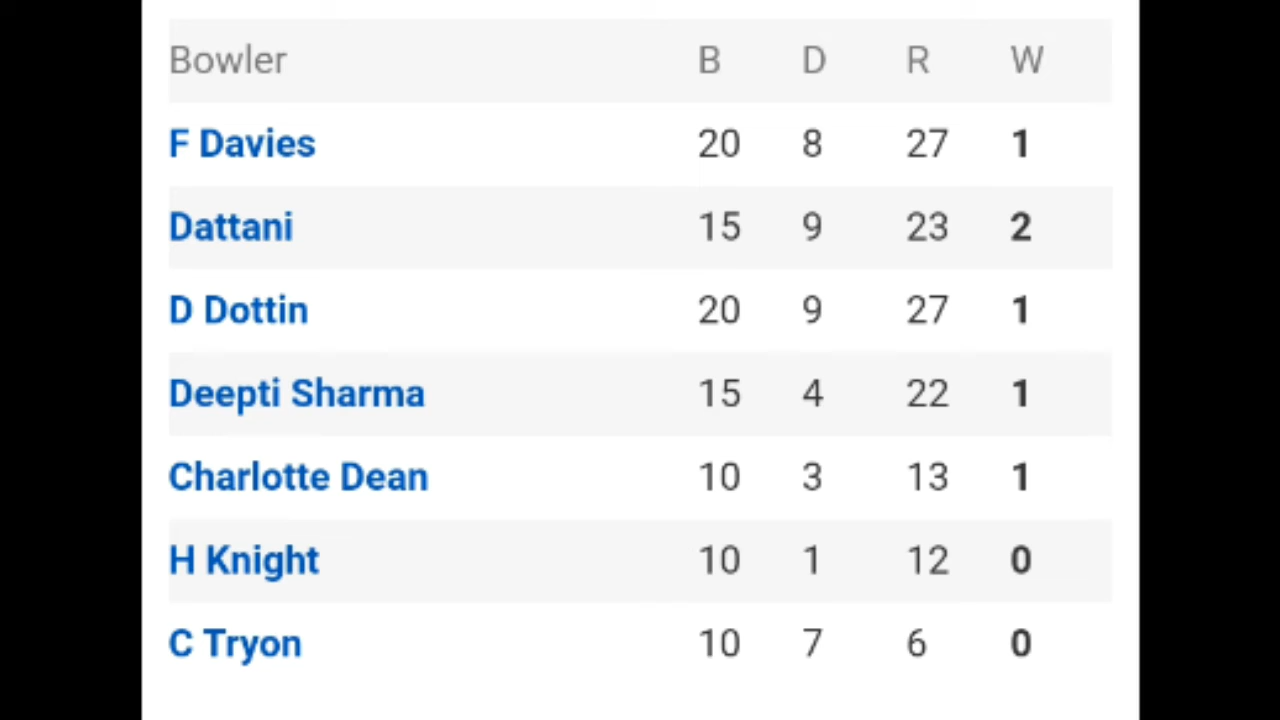 Bowler B D R W
F Davies 20 8 27 1
Dattani 15 9 23 2
D Dottin 20 9 27 1
Deepti Sharma 15 4 22 1
Charlotte Dean 10 3 13 1
H Knight 10 1 12 0
C Tryon 10 7 6 0